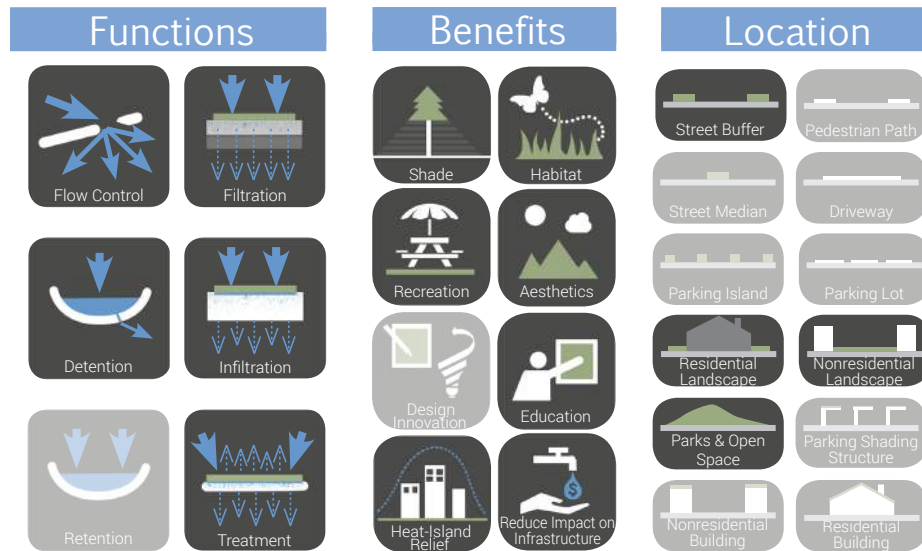 Functions
Benefits
Location
Flow Control
Filtration
Detention
Infiltration
Retention
Treatment
Shade
Habitat
Recreation
Aesthetics
Design
Innovation
Education
Heat-Island
Relief
Reduce Impact on
Infrastructure
$
Street Buffer
Pedestrian Path
Street Median
Driveway
Parking Island
Parking Lot
Residential
Landscape
Nonresidential
Landscape
Parks & Open
Space
Parking Shading
Structure
Nonresidential
Building
Residential
Building